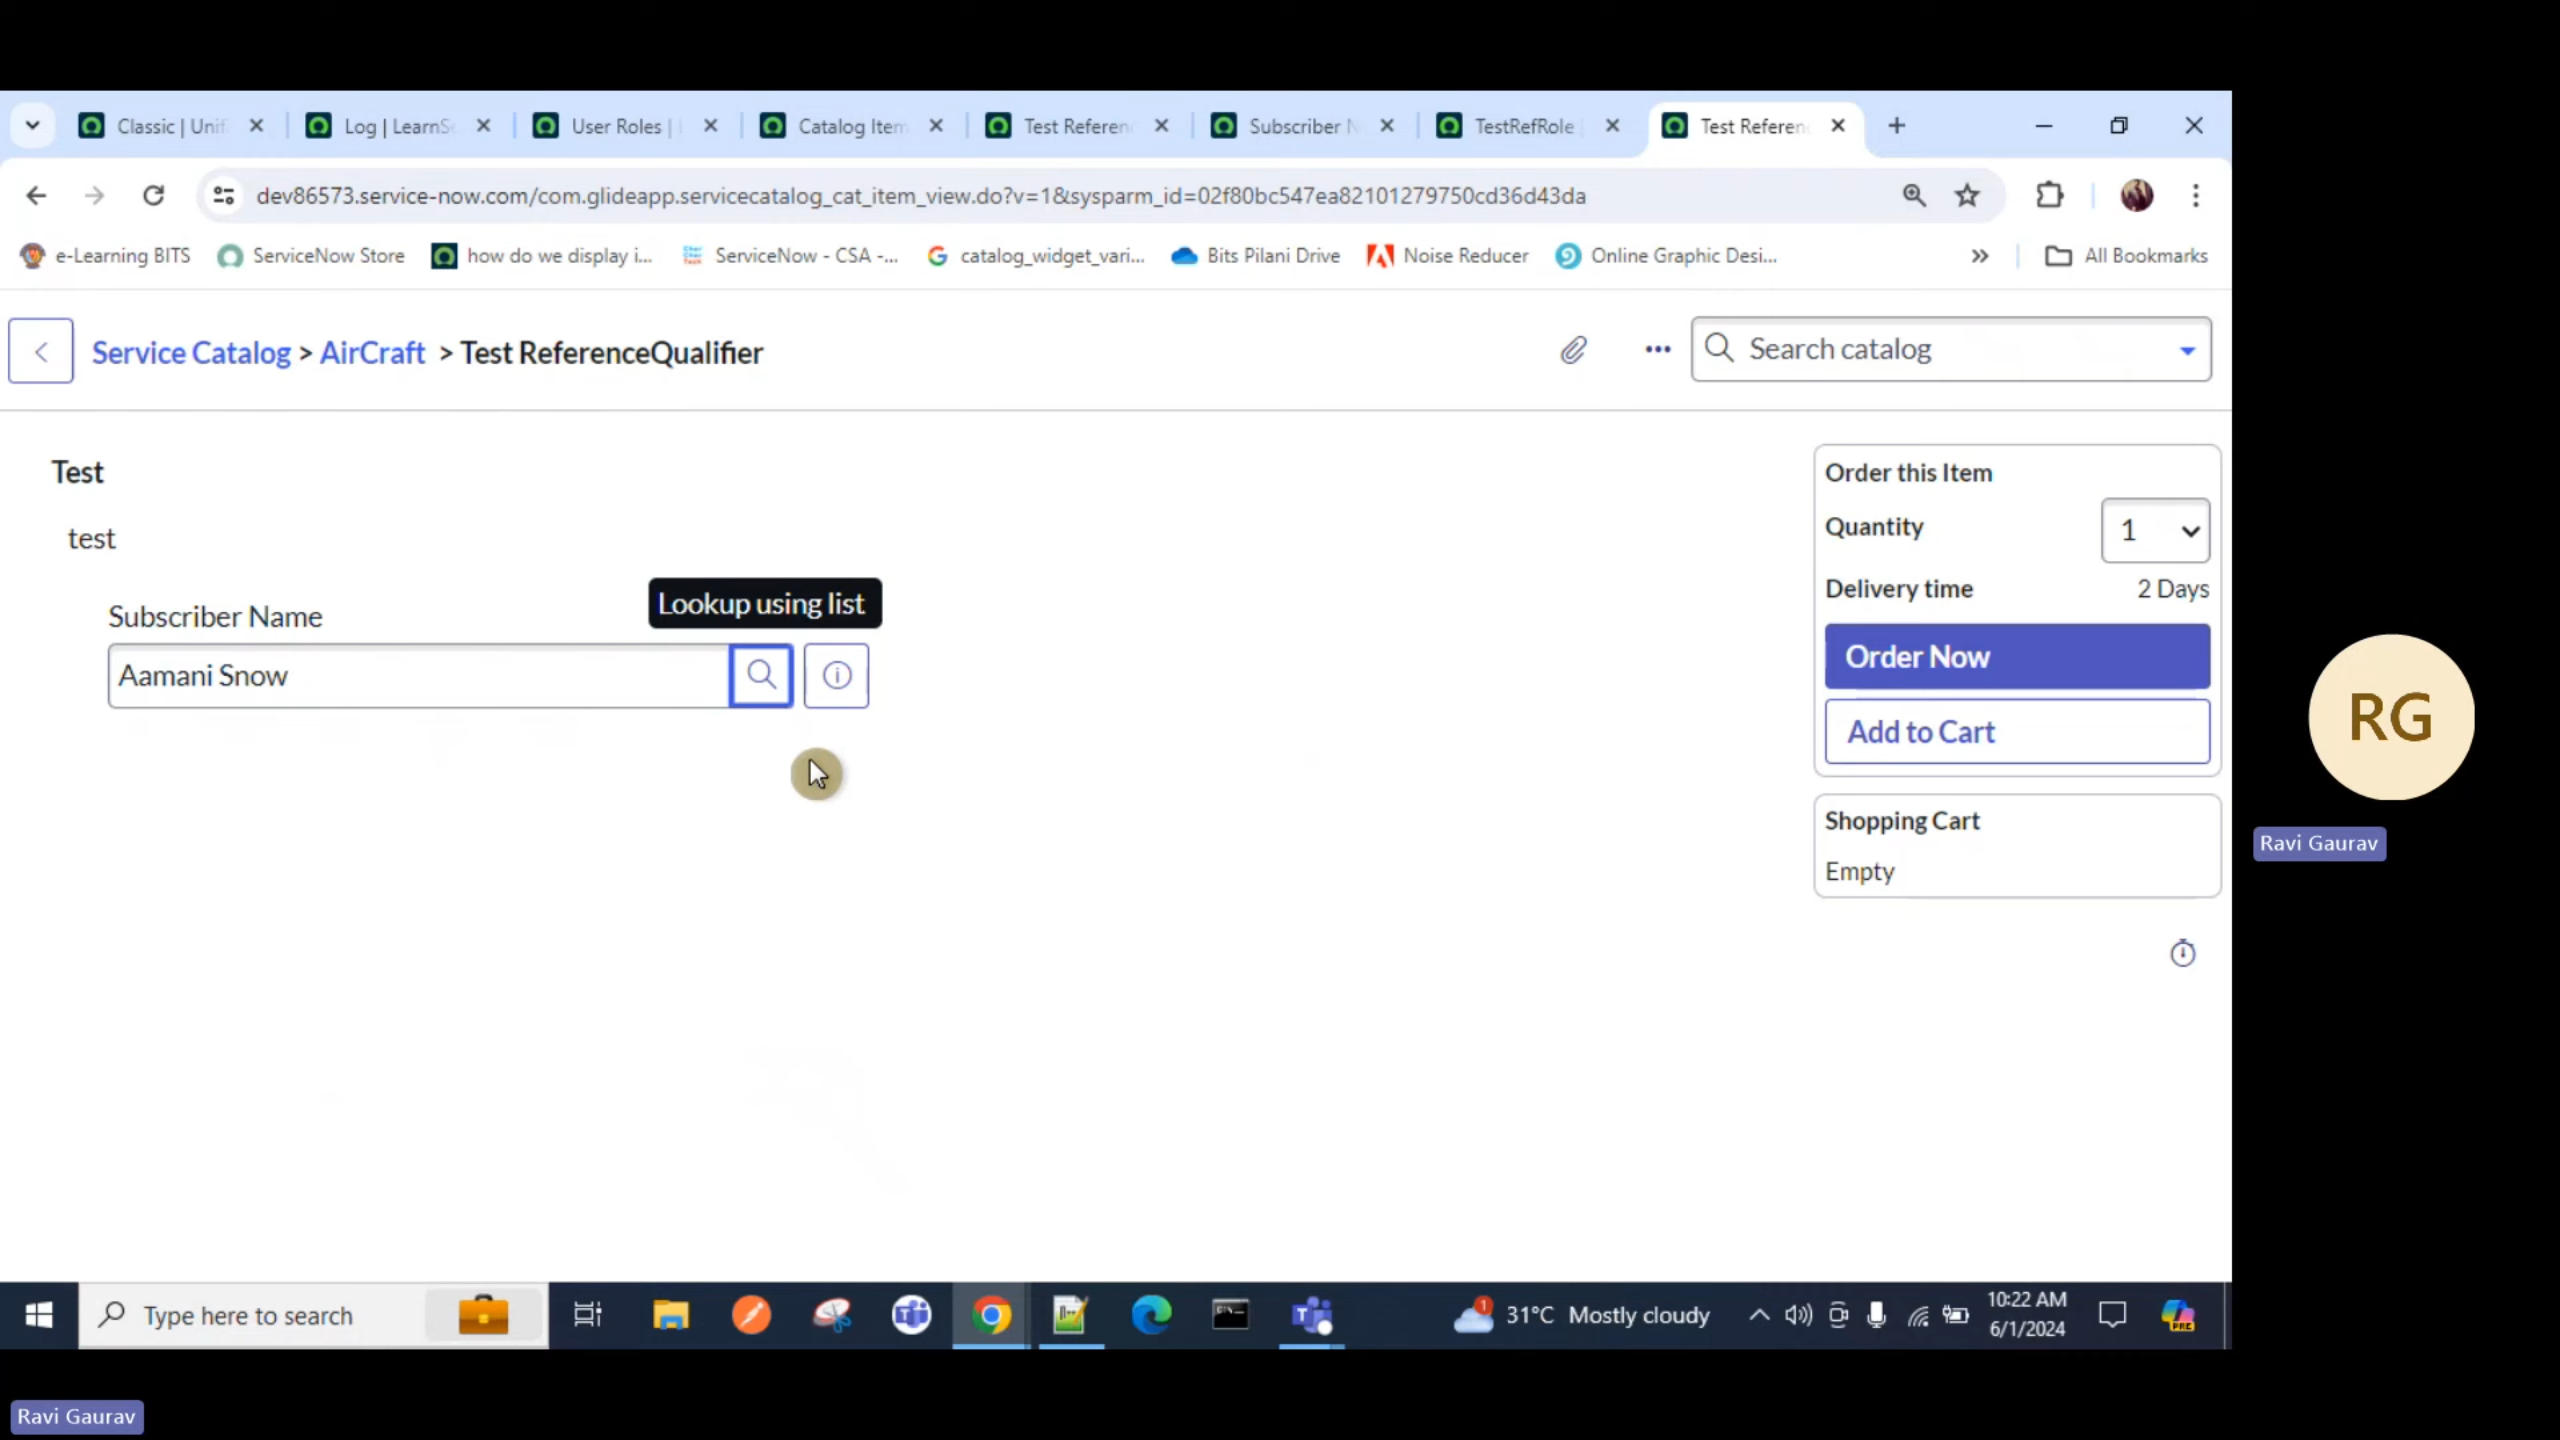 Classic | Unif
Log | LearnS
User Roles |
Catalog Item
Test Referen
Subscriber N
TestRefRole
Test Referen
dev86573.service-now.com/com.glideapp.servicecatalog_cat_item_view.do?v=1&sysparm_id=02f80bc547ea82101279750cd36d43da
e-Learning BITS
ServiceNow Store
how do we display i...
ServiceNow - CSA -...
catalog_widget_vari...
Bits Pilani Drive
Noise Reducer
Online Graphic Desi...
All Bookmarks
Service Catalog > AirCraft > Test ReferenceQualifier
Search catalog
Test
test
Lookup using list
Subscriber Name
Aamani Snow
Order this Item
Quantity
1
Delivery time 2 Days
Order Now
Add to Cart
Shopping Cart
Empty
RG
Ravi Gaurav
Type here to search
31°C Mostly cloudy
10:22 AM
6/1/2024
Ravi Gaurav